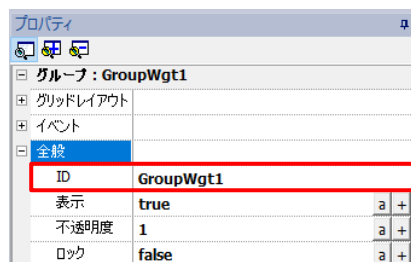 プロパティ
グループ : GroupWgt1
グリッドレイアウト
イベント
全般
ID GroupWgt1
表示 true a +
不透明度 1 a +
ロック false a +